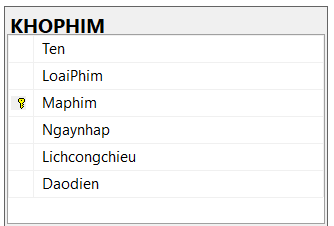 KHOPHIM
Ten
LoaiPhim
Maphim
Ngaynhap
Lichcongchieu
Daodien